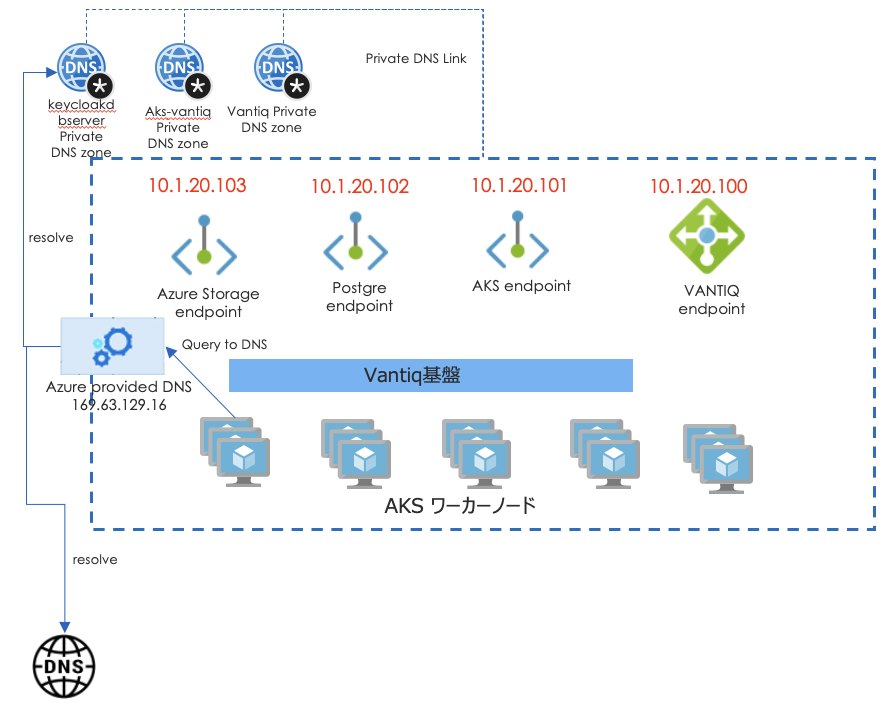 DNS
DNS
DNS
Private DNS Link
keycloakd
bserver
Private
DNS zone
Aks-vantiq
Private
DNS zone
Vantiq Private
DNS zone
10.1.20.103
10.1.20.102
10.1.20.101
10.1.20.100
resolve
Azure Storage
endpoint
Postgre
endpoint
AKS endpoint
VANTIQ
endpoint
Query to DNS
Vantiq基盤
Azure provided DNS
169.63.129.16
AKS ワーカーノード
resolve
DNS